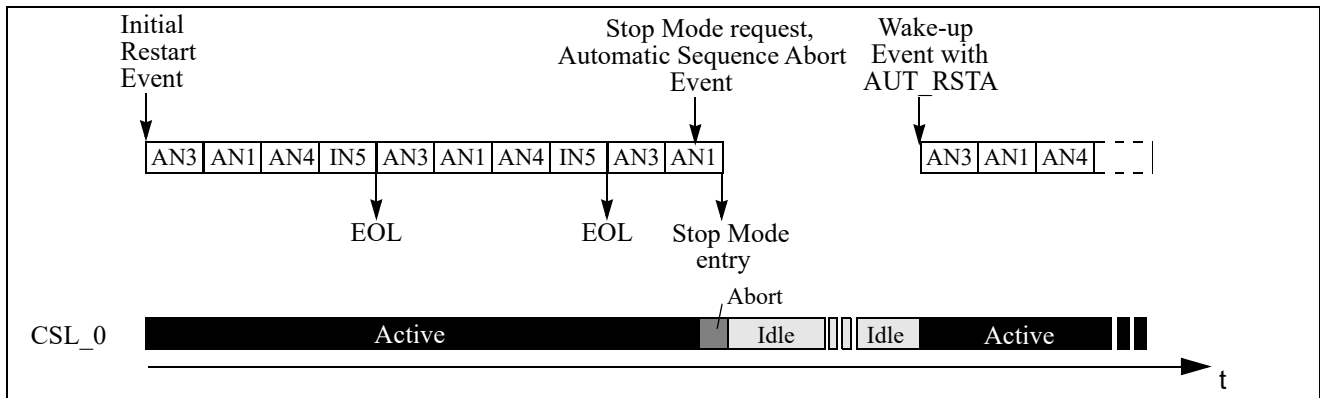 Initial
Restart
Event
Stop Mode request,
Automatic Sequence Abort
Event
Wake-up
Event with
AUT_RSTA
AN3 AN1 AN4 IN5 AN3 AN1 AN4 IN5 AN3 AN1
AN3 AN1 AN4
EOL
EOL
Stop Mode
entry
Abort
CSL_0
Active
Idle
Idle
Active
t